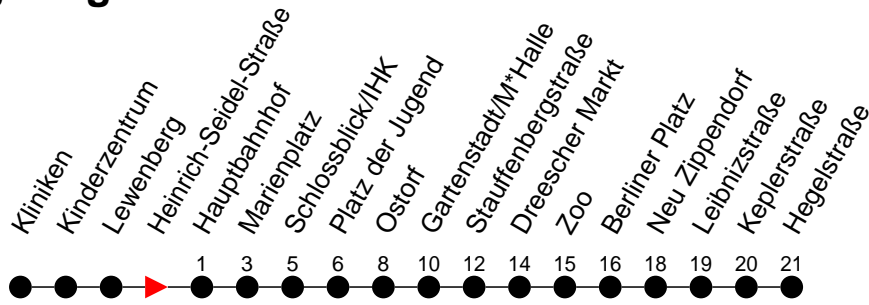 Kliniken
Kinderzentrum
Lewenberg
Heinrich-Seidel-Straße
Hauptbahnhof
Marienplatz
Schlossblick/IHK
Platz der Jugend
Ostorf
Gartenstadt/M*Halle
Stauffenbergstraße
Dreescher Markt
Zoo
Berliner Platz
Neu Zippendorf
Leibnizstraße
Keplerstraße
Hegelstraße
1 3 5 6 8 10 12 14 15 16 18 19 20 21